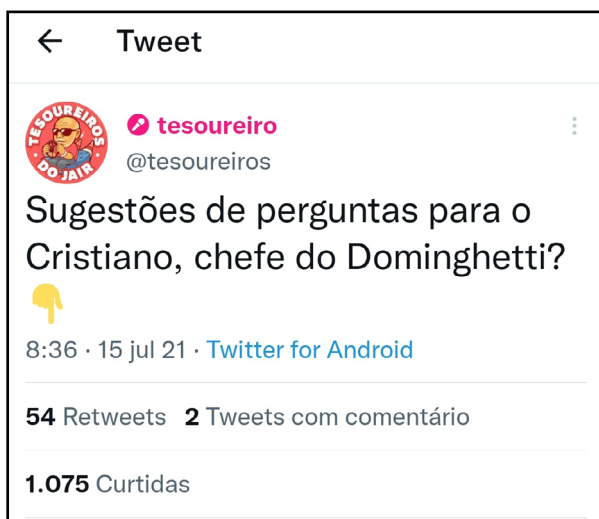 Tweet
TESOUREIROS
DO JAIR
tesoureiro
@tesoureiros
Sugestões de perguntas para o
Cristiano, chefe do Dominghetti?
8:36 · 15 jul 21 · Twitter for Android
54 Retweets 2 Tweets com comentário
1.075 Curtidas